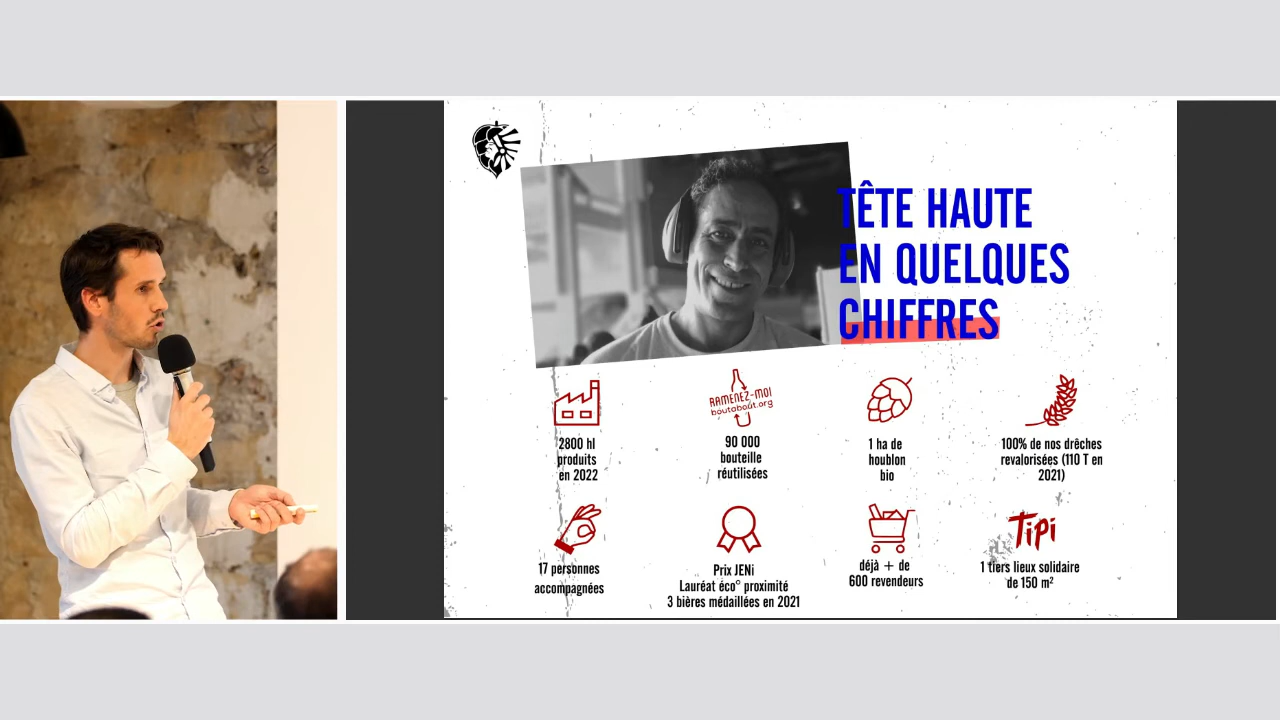 TÊTE HAUTE
EN QUELQUES
CHIFFRES
RAMENEZ-MOI
boutabout.org
2800 hl
produits
en 2022
90 000
bouteille
réutilisées
1 ha de
houblon
bio
100% de nos drêches
revalorisées (110 T en
2021)
17 personnes
accompagnées
Prix JENi
Lauréat éco° proximité
3 bières médaillées en 2021
déjà + de
600 revendeurs
Tipi
1 tiers lieux solidaire
de 150 m²